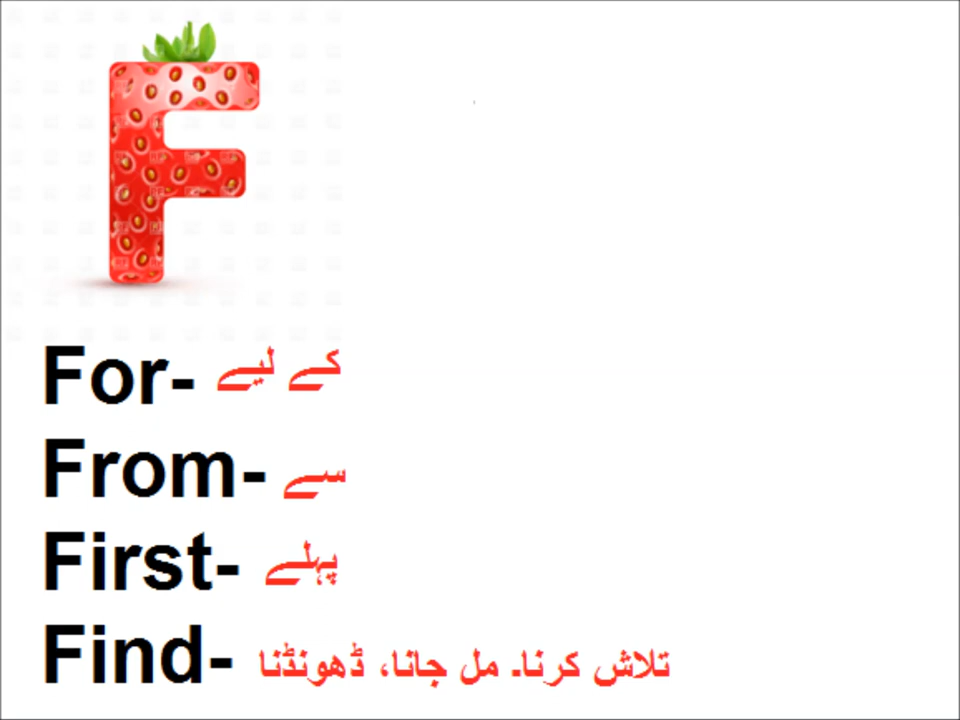 F
For- کے لیے
From- سے
First- پہلے
Find- تلاش کرنا۔ مل جانا، ڈھونڈنا